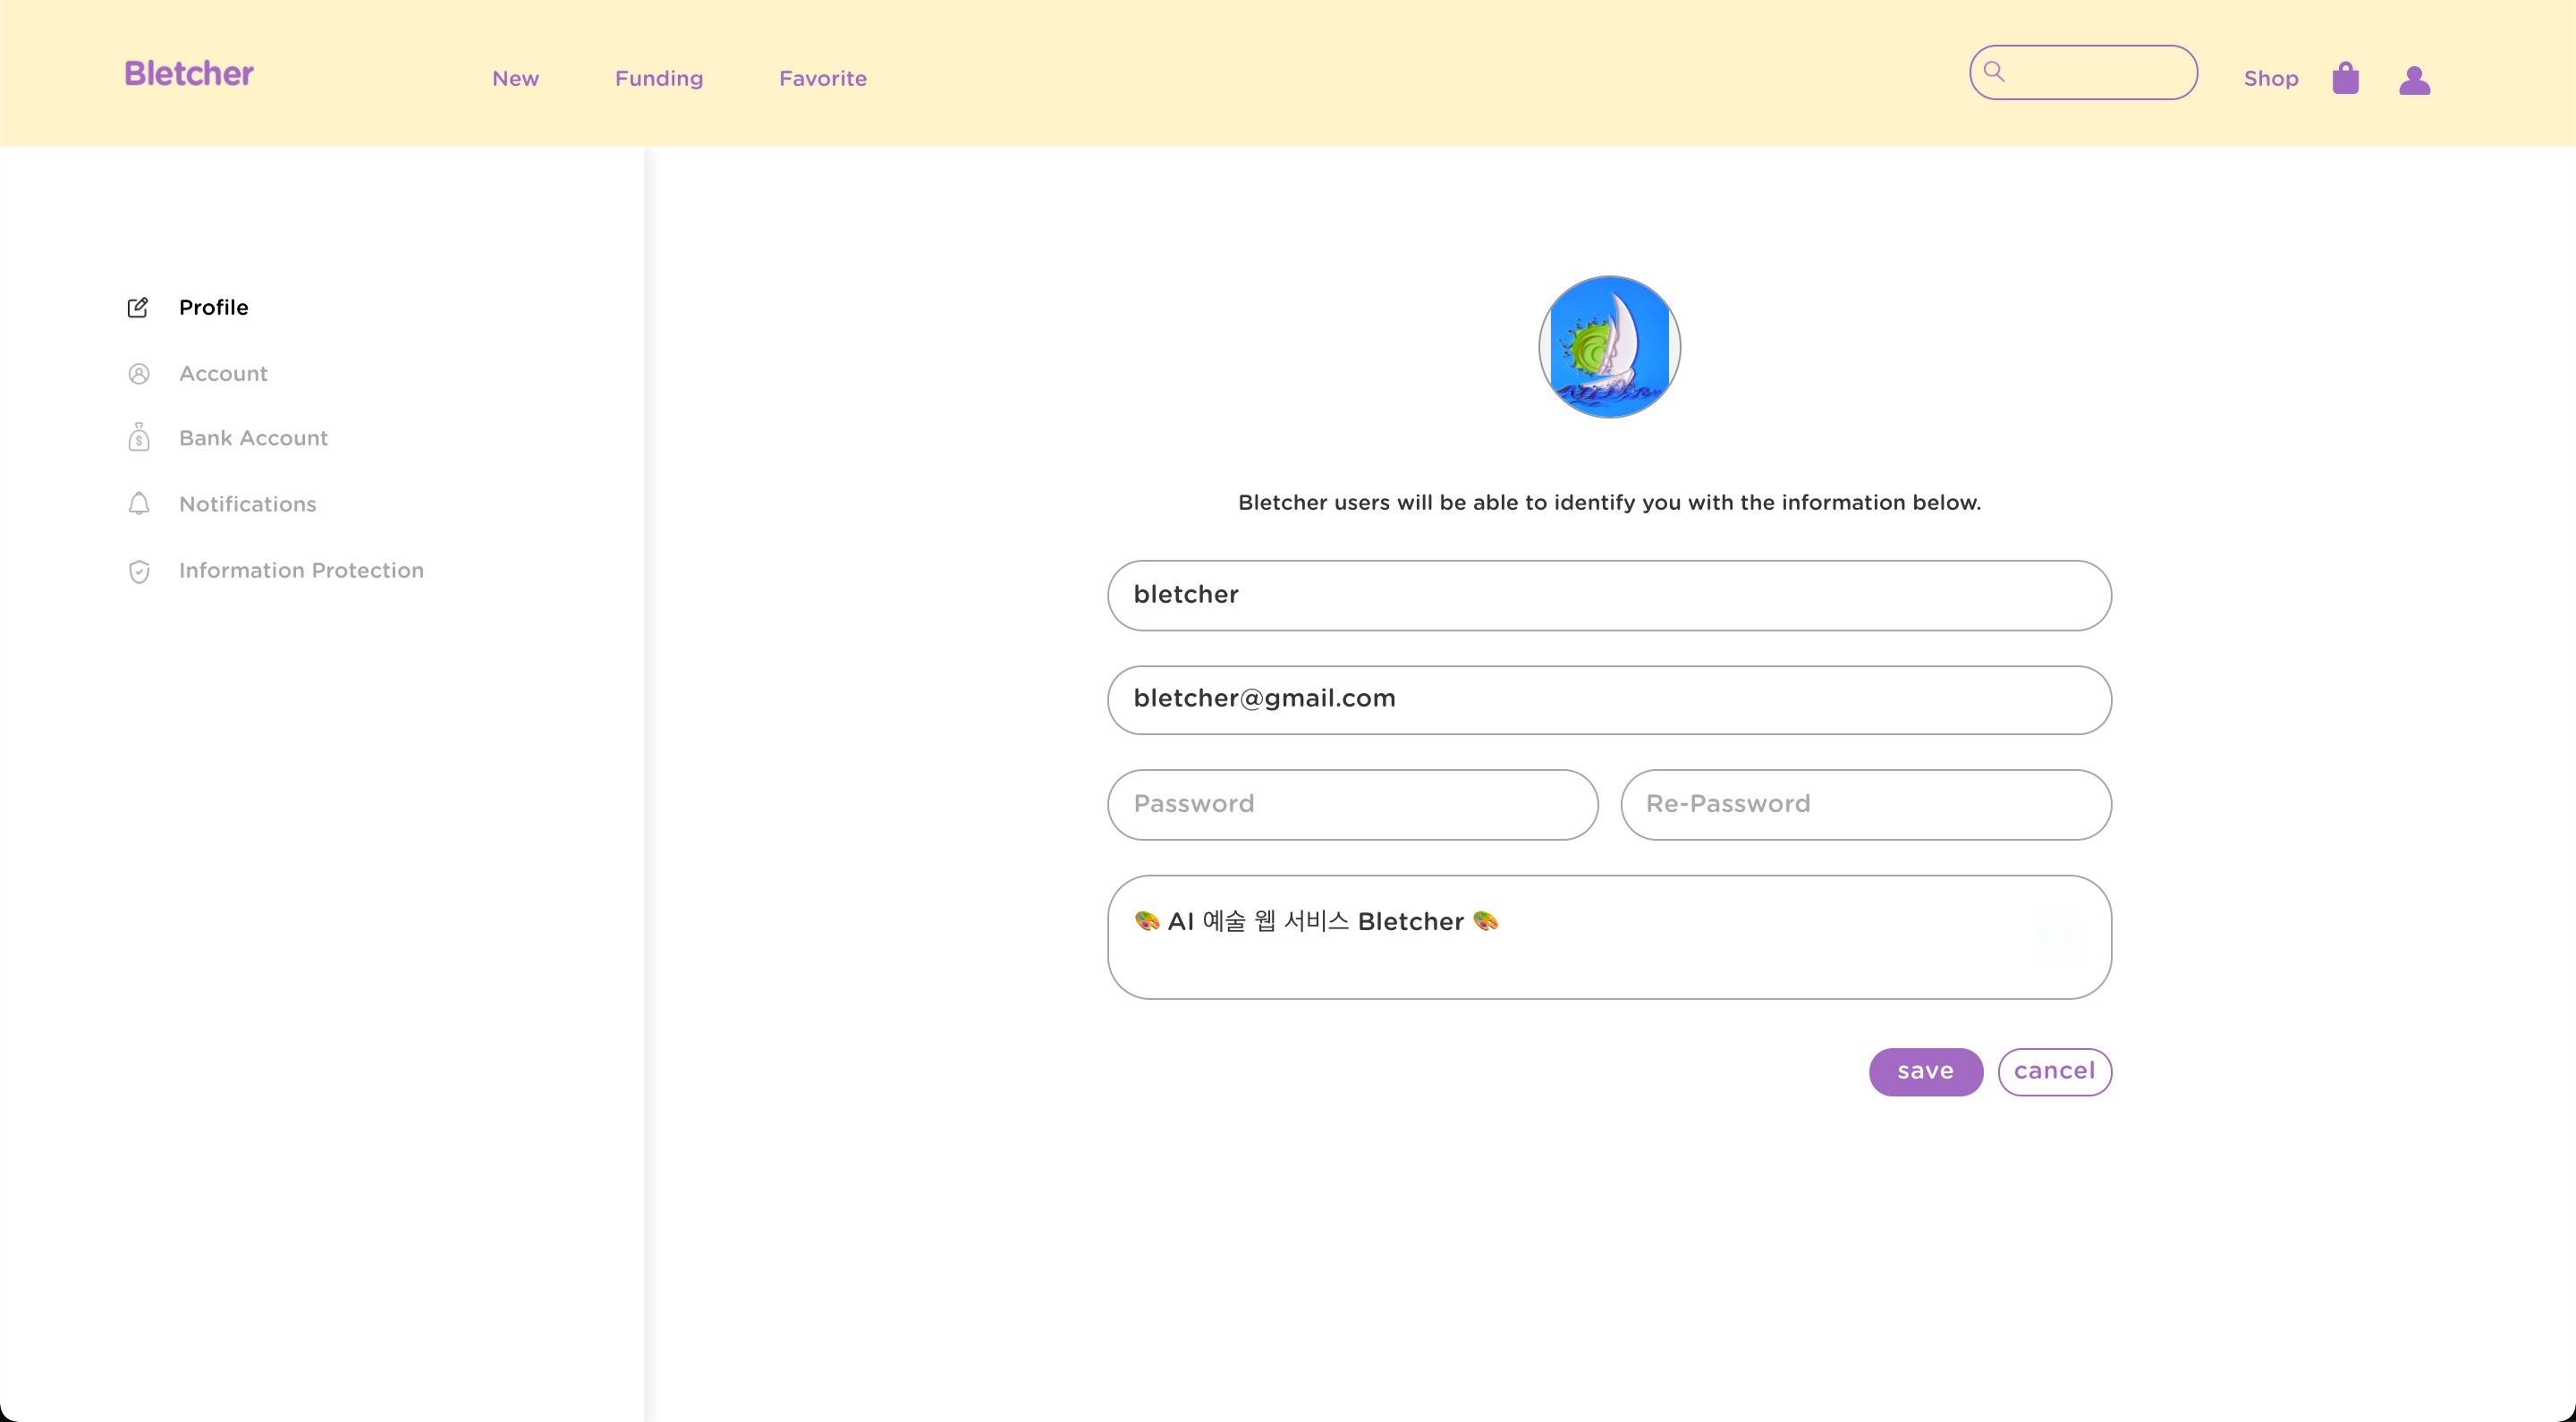 Bletcher
New Funding Favorite
Shop
Profile
Account
Bank Account
Notifications
Information Protection
Bletcher users will be able to identify you with the information below.
bletcher
bletcher@gmail.com
Password Re-Password
🎨 AI 예술 웹 서비스 Bletcher 🎨
save cancel